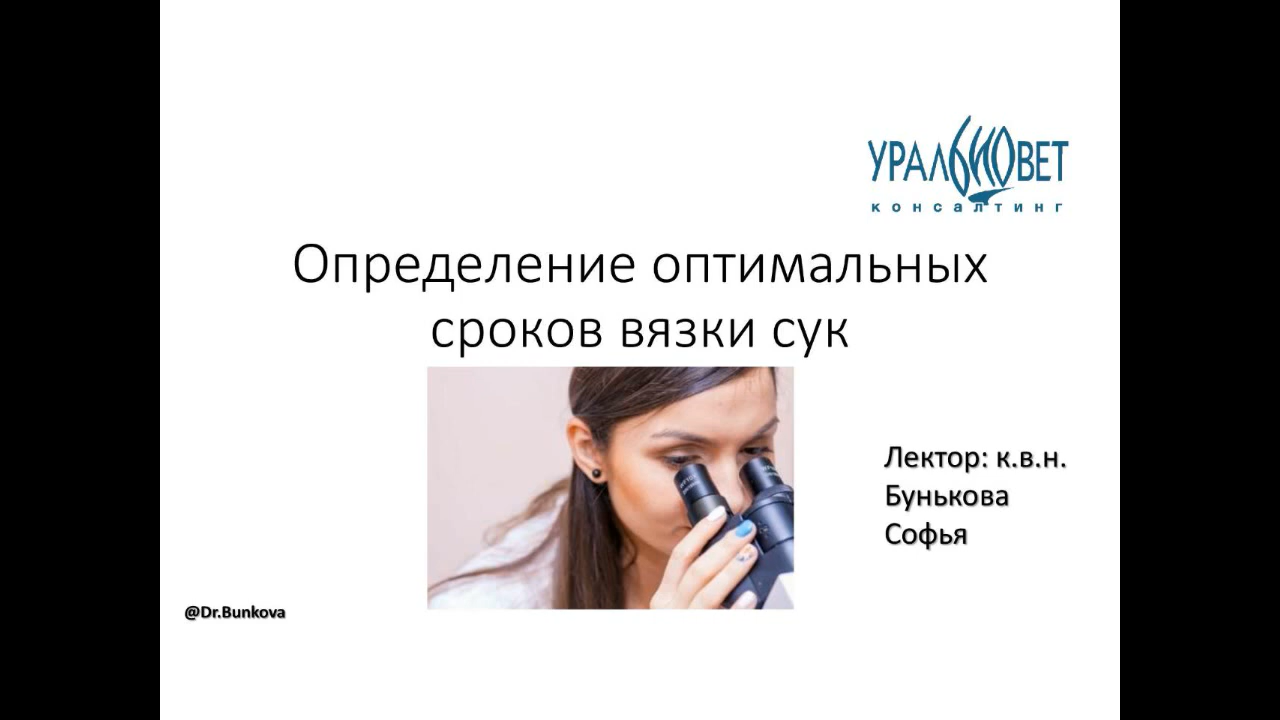 УРАЛБИОВЕТ
консалтинг
Определение оптимальных
сроков вязки сук
Лектор: к.в.н.
Бунькова
Софья
@Dr.Bunkova